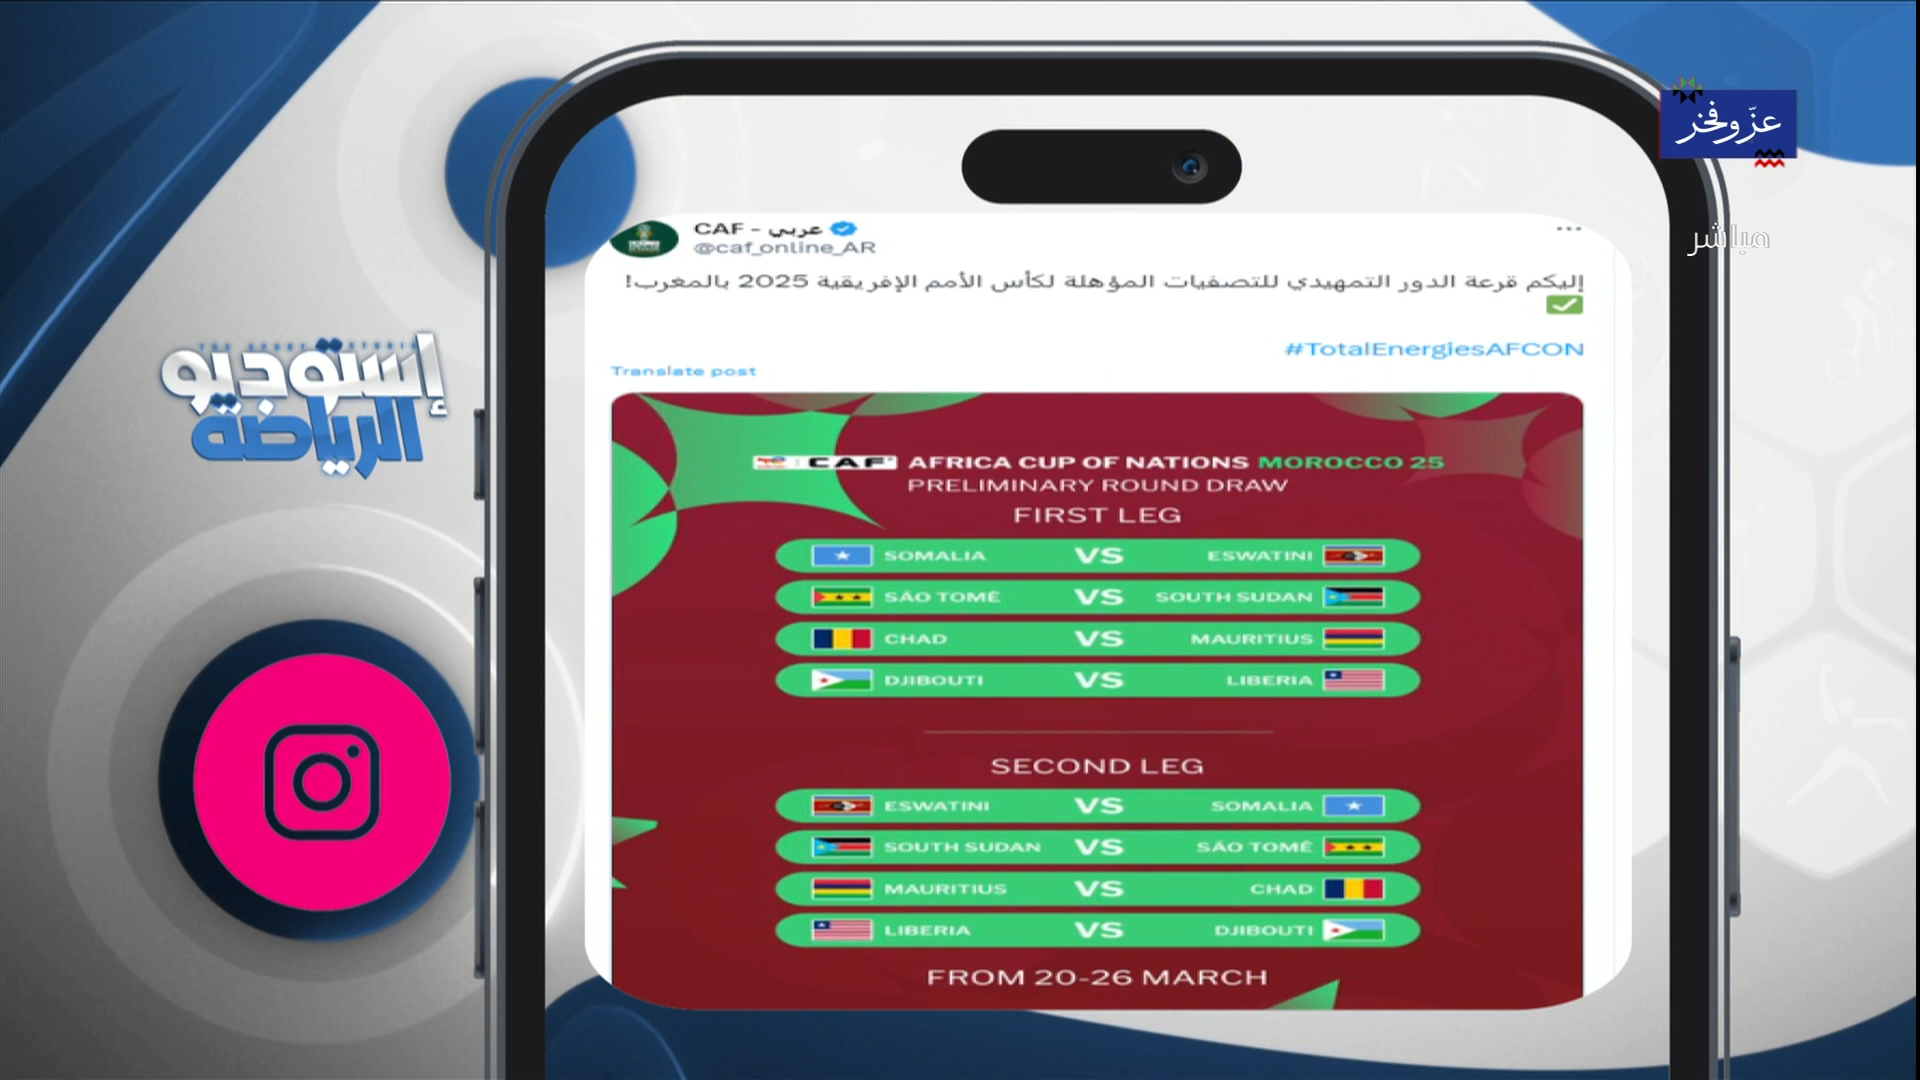 عزّ وفخر
مباشر
إستوديو
الرياضة
CAF - عربي
@caf_online_AR
إليكم قرعة الدور التمهيدي للتصفيات المؤهلة لكأس الأمم الإفريقية 2025 بالمغرب!
#TotalEnergiesAFCON
Translate post
CAF AFRICA CUP OF NATIONS MOROCCO 25
PRELIMINARY ROUND DRAW
FIRST LEG
SOMALIA VS ESWATINI
SÃO TOMÉ VS SOUTH SUDAN
CHAD VS MAURITIUS
DJIBOUTI VS LIBERIA
SECOND LEG
ESWATINI VS SOMALIA
SOUTH SUDAN VS SÃO TOMÉ
MAURITIUS VS CHAD
LIBERIA VS DJIBOUTI
FROM 20-26 MARCH